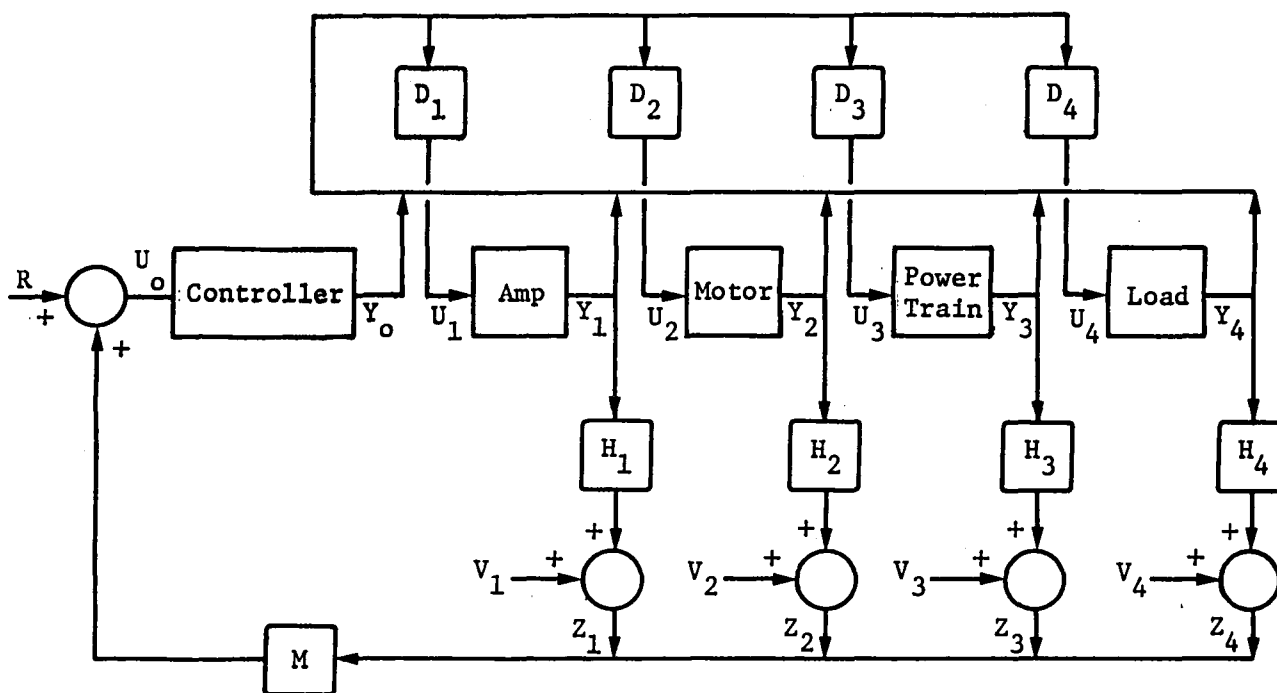 D1 D2 D3 D4
R + + Uo Controller Yo U1 Amp Y1 U2 Motor Y2 U3 Power Train Y3 U4 Load Y4
H1 H2 H3 H4
+ + + +
V1 + V2 + V3 + V4 +
Z1 Z2 Z3 Z4
M